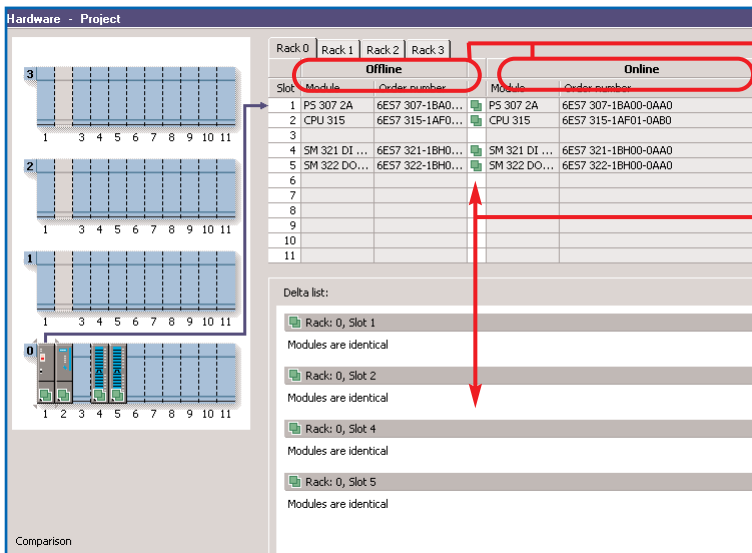 Hardware - Project
3
1 3 4 5 6 7 8 9 10 11
2
1 3 4 5 6 7 8 9 10 11
1
1 3 4 5 6 7 8 9 10 11
0
1 2 3 4 5 6 7 8 9 10 11
Comparison
Rack 0 Rack 1 Rack 2 Rack 3
Offline Online
Slot Module Order number Module Order number
1 PS 307 2A 6ES7 307-1BA0... PS 307 2A 6ES7 307-1BA00-0AA0
2 CPU 315 6ES7 315-1AF0... CPU 315 6ES7 315-1AF01-0AB0
3
4 SM 321 DI ... 6ES7 321-1BH0... SM 321 DI ... 6ES7 321-1BH00-0AA0
5 SM 322 DO... 6ES7 322-1BH0... SM 322 DO... 6ES7 322-1BH00-0AA0
6
7
8
9
10
11
Delta list:
Rack: 0, Slot 1
Modules are identical
Rack: 0, Slot 2
Modules are identical
Rack: 0, Slot 4
Modules are identical
Rack: 0, Slot 5
Modules are identical